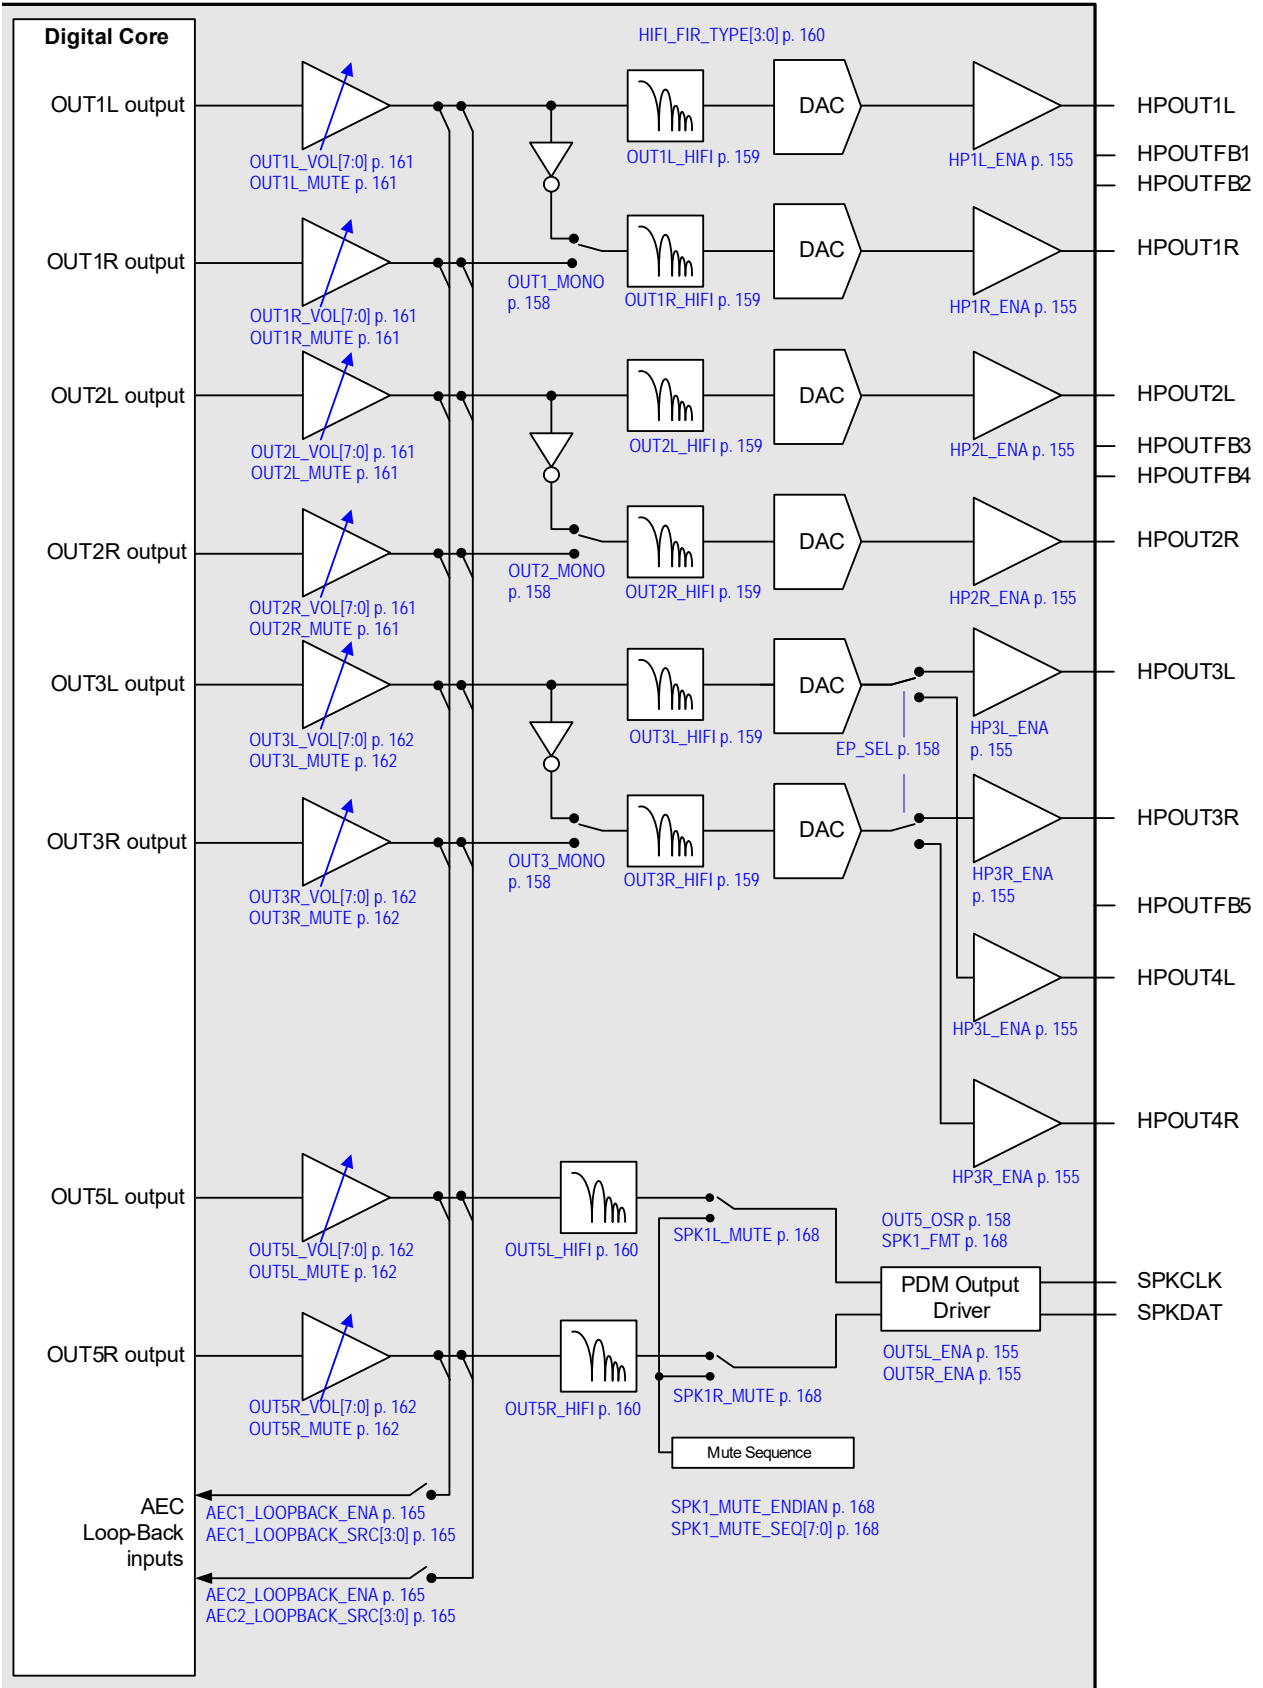 Digital Core
HIFI_FIR_TYPE[3:0] p. 160
OUT1L output
DAC
HPOUT1L
OUT1L_VOL[7:0] p. 161
OUT1L_MUTE p. 161
OUT1L_HIFI p. 159
HP1L_ENA p. 155
HPOUTFB1
HPOUTFB2
OUT1R output
DAC
HPOUT1R
OUT1_MONO
p. 158
OUT1R_HIFI p. 159
HP1R_ENA p. 155
OUT1R_VOL[7:0] p. 161
OUT1R_MUTE p. 161
OUT2L output
DAC
HPOUT2L
OUT2L_VOL[7:0] p. 161
OUT2L_MUTE p. 161
OUT2L_HIFI p. 159
HP2L_ENA p. 155
HPOUTFB3
HPOUTFB4
OUT2R output
DAC
HPOUT2R
OUT2_MONO
p. 158
OUT2R_HIFI p. 159
HP2R_ENA p. 155
OUT2R_VOL[7:0] p. 161
OUT2R_MUTE p. 161
OUT3L output
DAC
HPOUT3L
OUT3L_VOL[7:0] p. 162
OUT3L_MUTE p. 162
OUT3L_HIFI p. 159
EP_SEL p. 158
HP3L_ENA
p. 155
OUT3R output
DAC
HPOUT3R
OUT3_MONO
p. 158
OUT3R_HIFI p. 159
HP3R_ENA
p. 155
OUT3R_VOL[7:0] p. 162
OUT3R_MUTE p. 162
HPOUTFB5
HPOUT4L
HP3L_ENA p. 155
HPOUT4R
HP3R_ENA p. 155
OUT5L output
OUT5L_VOL[7:0] p. 162
OUT5L_MUTE p. 162
OUT5L_HIFI p. 160
SPK1L_MUTE p. 168
OUT5_OSR p. 158
SPK1_FMT p. 168
PDM Output
Driver
SPKCLK
SPKDAT
OUT5L_ENA p. 155
OUT5R_ENA p. 155
OUT5R output
OUT5R_VOL[7:0] p. 162
OUT5R_MUTE p. 162
OUT5R_HIFI p. 160
SPK1R_MUTE p. 168
Mute Sequence
SPK1_MUTE_ENDIAN p. 168
SPK1_MUTE_SEQ[7:0] p. 168
AEC
Loop-Back
inputs
AEC1_LOOPBACK_ENA p. 165
AEC1_LOOPBACK_SRC[3:0] p. 165
AEC2_LOOPBACK_ENA p. 165
AEC2_LOOPBACK_SRC[3:0] p. 165